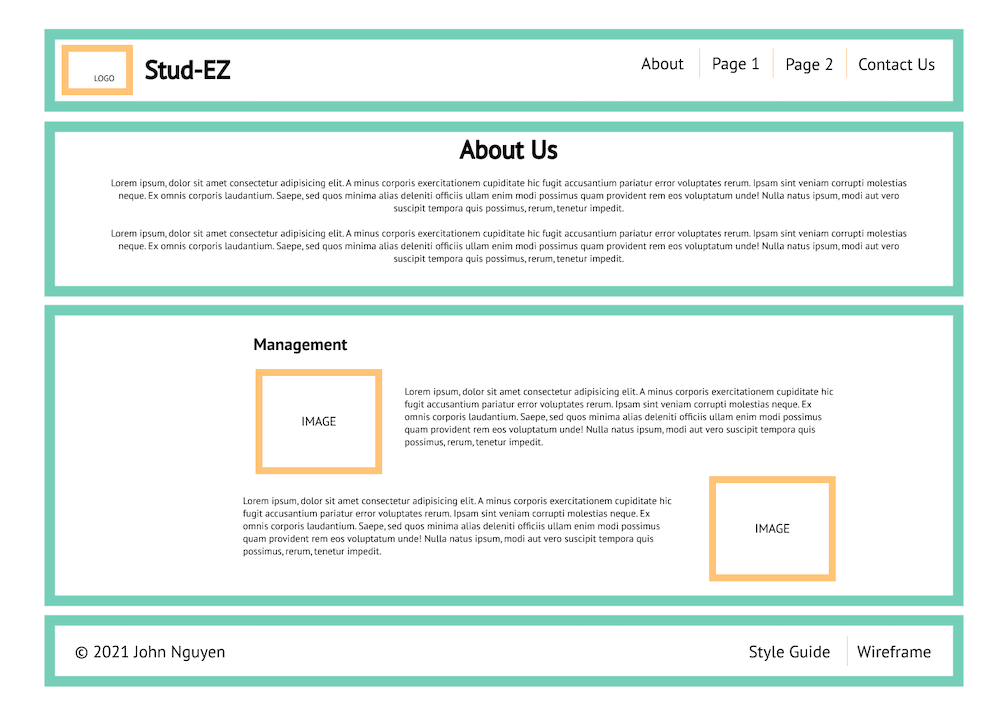 LOGO
Stud-EZ
About
Page 1
Page 2
Contact Us
About Us
Lorem ipsum, dolor sit amet consectetur adipisicing elit. A minus corporis exercitationem cupiditate hic fugit accusantium pariatur error voluptates rerum. Ipsam sint veniam corrupti molestias
neque. Ex omnis corporis laudantium. Saepe, sed quos minima alias deleniti officiis ullam enim modi possimus quam provident rem eos voluptatum unde! Nulla natus ipsum, modi aut vero
suscipit tempora quis possimus, rerum, tenetur impedit.
Lorem ipsum, dolor sit amet consectetur adipisicing elit. A minus corporis exercitationem cupiditate hic fugit accusantium pariatur error voluptates rerum. Ipsam sint veniam corrupti molestias
neque. Ex omnis corporis laudantium. Saepe, sed quos minima alias deleniti officiis ullam enim modi possimus quam provident rem eos voluptatum unde! Nulla natus ipsum, modi aut vero
suscipit tempora quis possimus, rerum, tenetur impedit.
Management
IMAGE
Lorem ipsum, dolor sit amet consectetur adipisicing elit. A minus corporis exercitationem cupiditate hic
fugit accusantium pariatur error voluptates rerum. Ipsam sint veniam corrupti molestias neque. Ex
omnis corporis laudantium. Saepe, sed quos minima alias deleniti officiis ullam enim modi possimus
quam provident rem eos voluptatum unde! Nulla natus ipsum, modi aut vero suscipit tempora quis
possimus, rerum, tenetur impedit.
Lorem ipsum, dolor sit amet consectetur adipisicing elit. A minus corporis exercitationem cupiditate hic
fugit accusantium pariatur error voluptates rerum. Ipsam sint veniam corrupti molestias neque. Ex
omnis corporis laudantium. Saepe, sed quos minima alias deleniti officiis ullam enim modi possimus
quam provident rem eos voluptatum unde! Nulla natus ipsum, modi aut vero suscipit tempora quis
possimus, rerum, tenetur impedit.
IMAGE
© 2021 John Nguyen
Style Guide
Wireframe